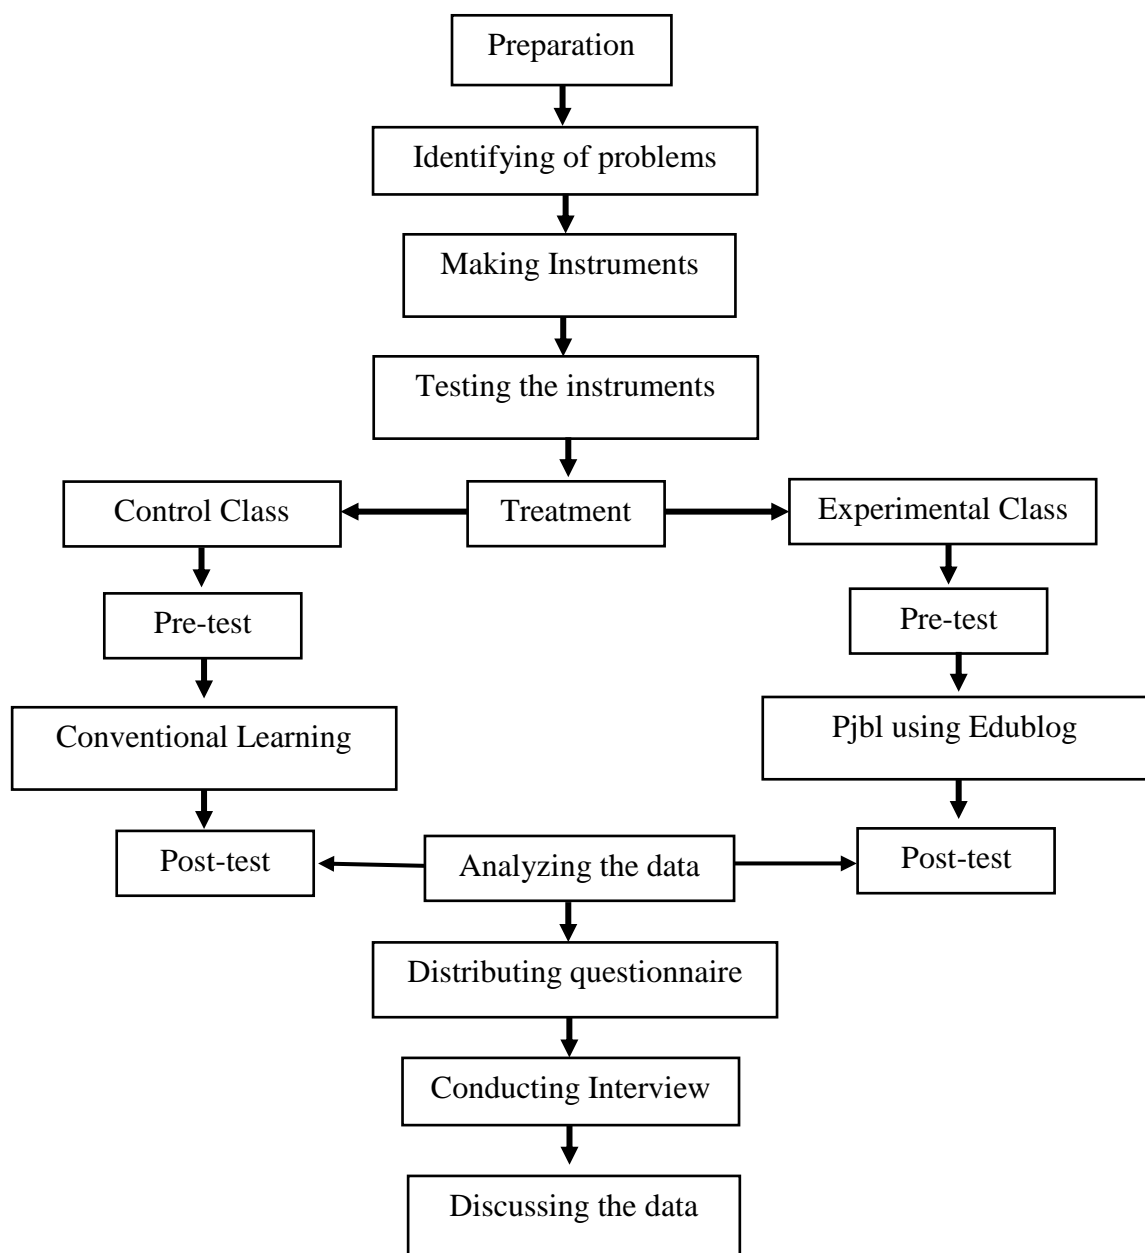 Preparation
Identifying of problems
Making Instruments
Testing the instruments
Control Class
Treatment
Experimental Class
Pre-test
Pre-test
Conventional Learning
Pjbl using Edublog
Post-test
Analyzing the data
Post-test
Distributing questionnaire
Conducting Interview
Discussing the data